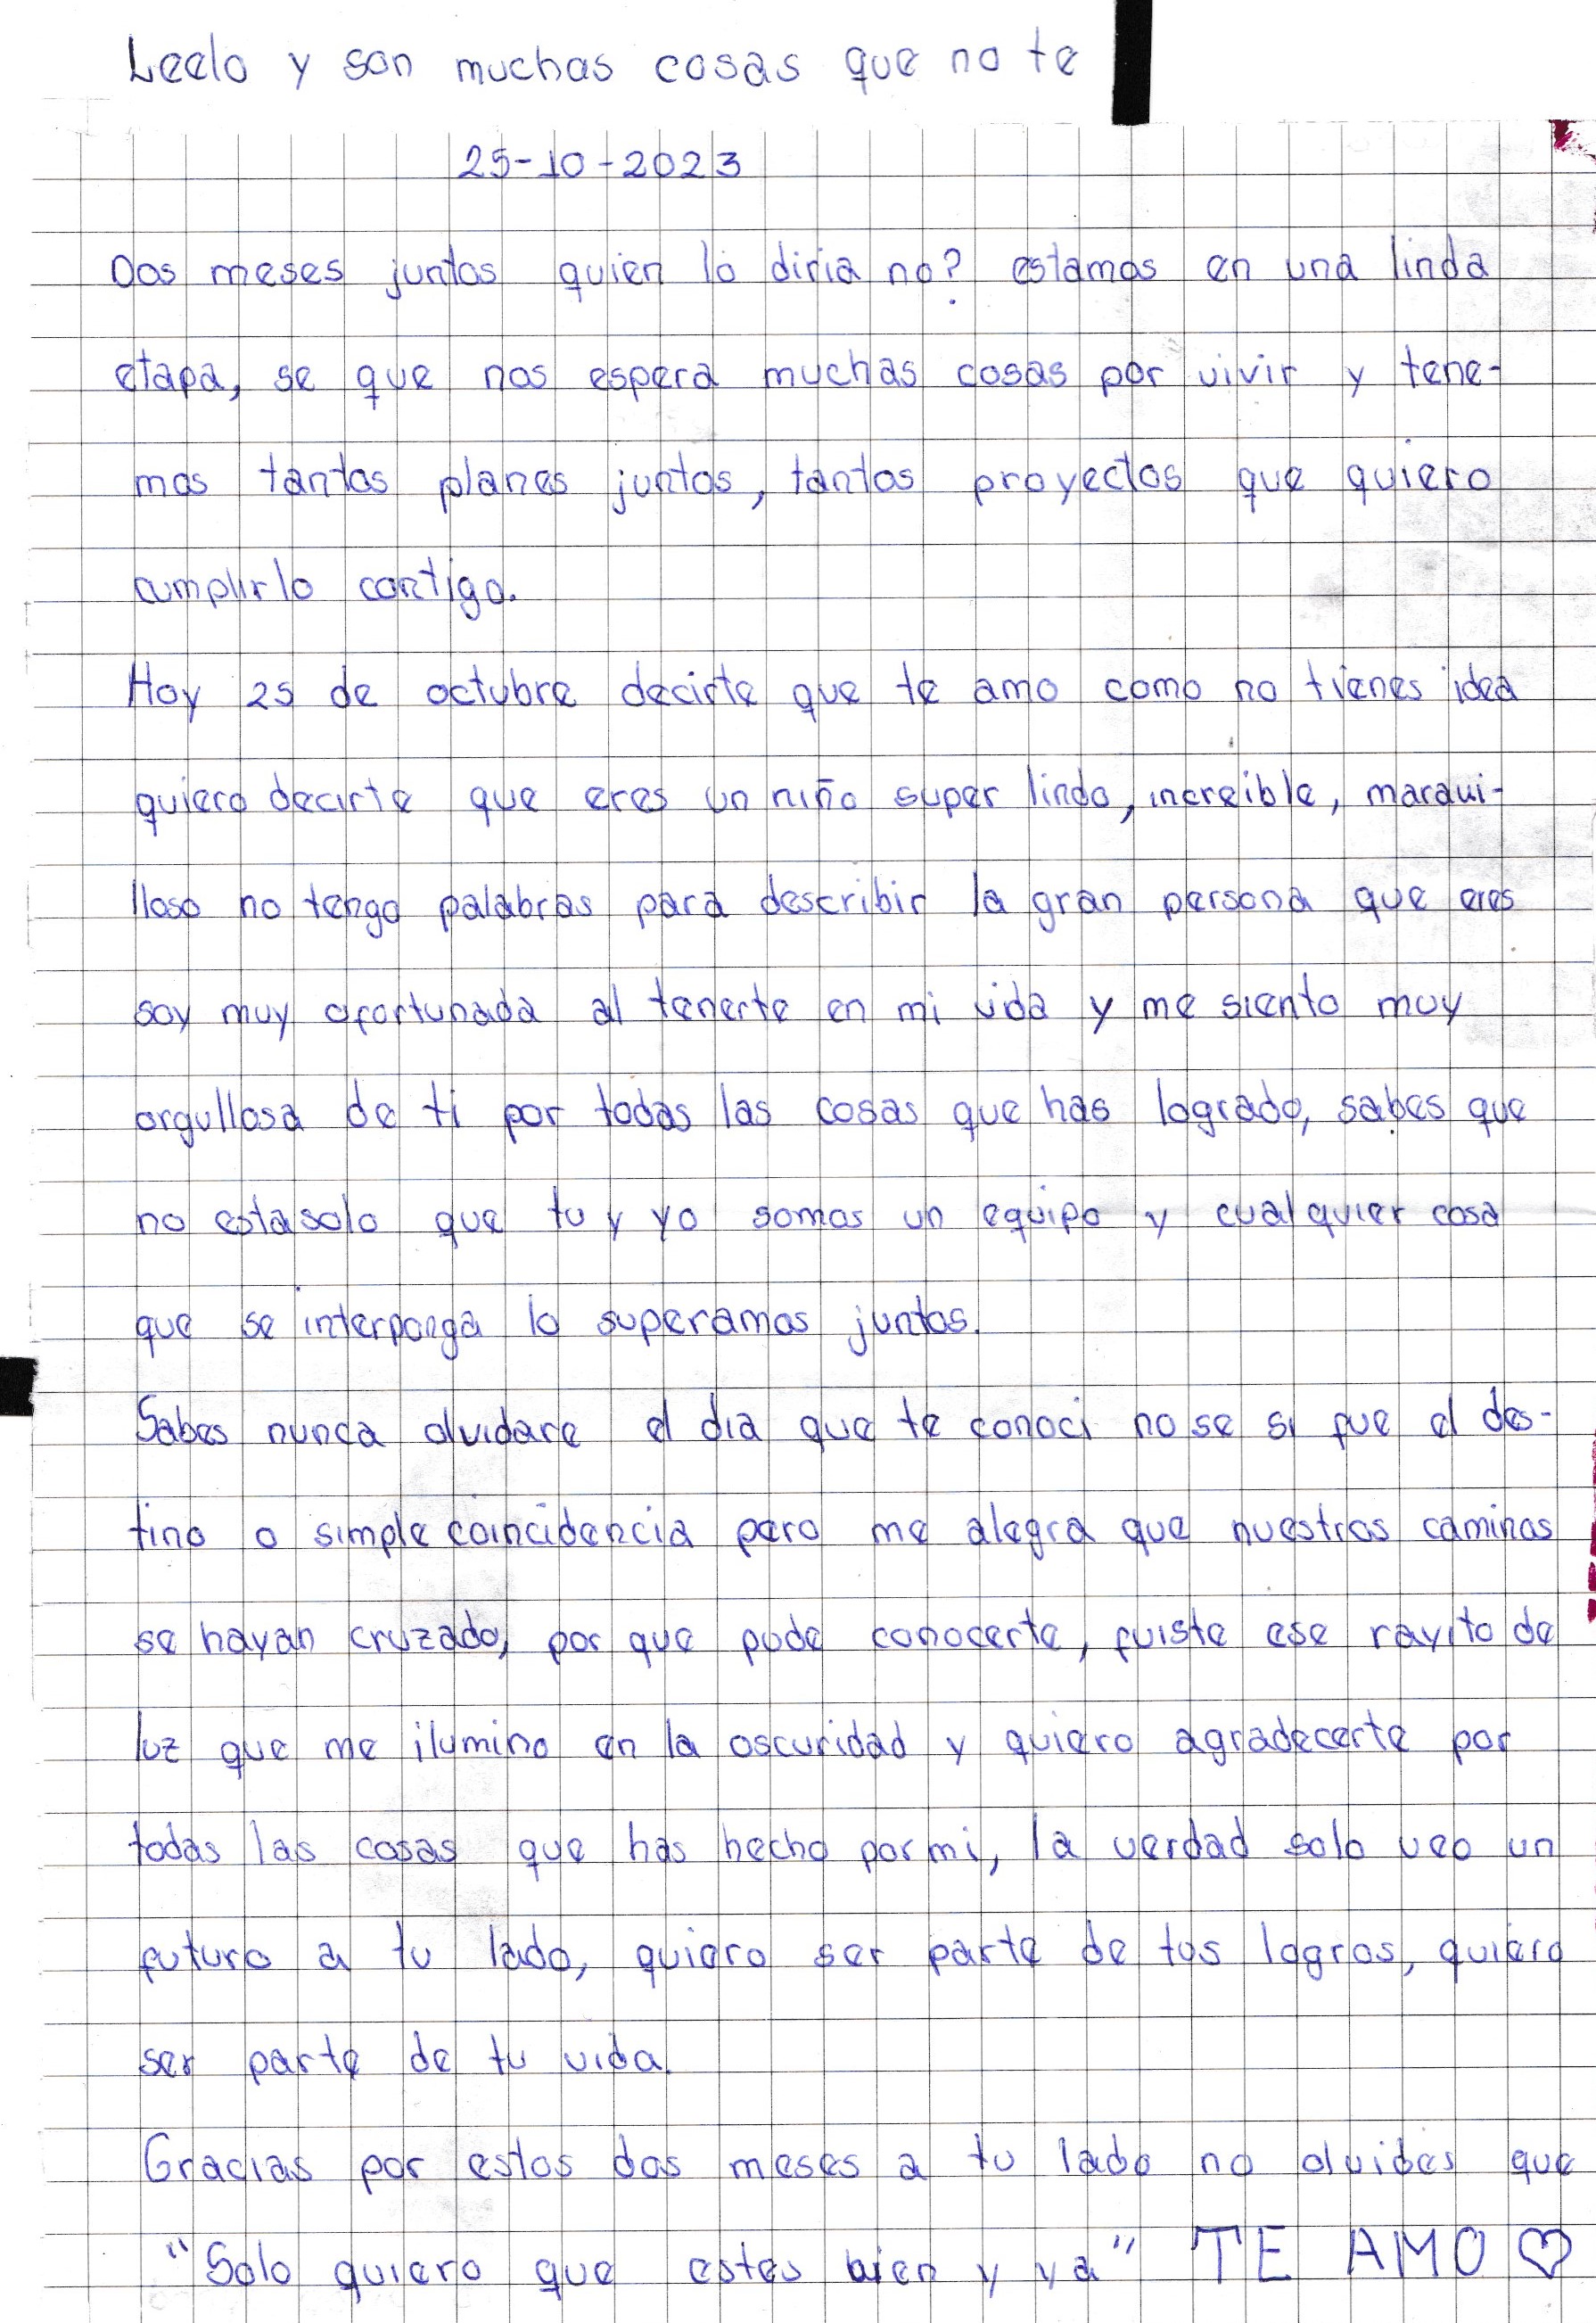 Leelo y son muchas cosas que no te
25-10-2023
Dos meses juntos quien lo diria no? estamos en una linda
etapa, se que nos espera muchas cosas por vivir y tene-
mos tantos planes juntos, tantos proyectos que quiero
cumplirlo contigo.
Hoy 25 de octubre decirte que te amo como no tienes idea
quiero decirte que eres un niño super lindo, increible, maravi-
lloso no tengo palabras para describir la gran persona que eres
soy muy afortunada al tenerte en mi vida y me siento muy
orgullosa de ti por todas las cosas que has logrado, sabes que
no esta solo que tu y yo somos un equipo y cualquier cosa
que se interponga lo superamos juntos.
Sabes nunca olvidare el dia que te conoci no se si fue el des-
tino o simple coincidencia pero me alegra que nuestros caminos
se hayan cruzado, por que pude conocerte, fuiste ese rayito de
luz que me ilumino en la oscuridad y quiero agradecerte por
todas las cosas que has hecho por mi, la verdad solo veo un
futuro a tu lado, quiero ser parte de tus logros, quiero
ser parte de tu vida.
Gracias por estos dos meses a tu lado no olvides que
"Solo quiero que estes bien y ya" TE AMO ♡